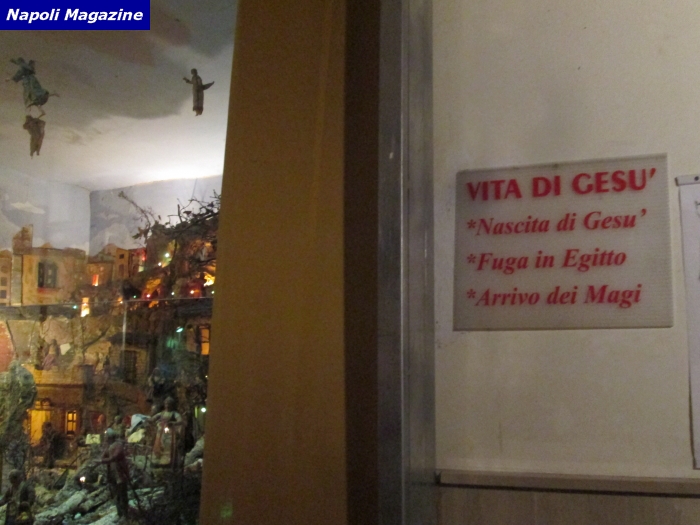 Napoli Magazine
VITA DI GESU'
*Nascita di Gesu'
*Fuga in Egitto
*Arrivo dei Magi